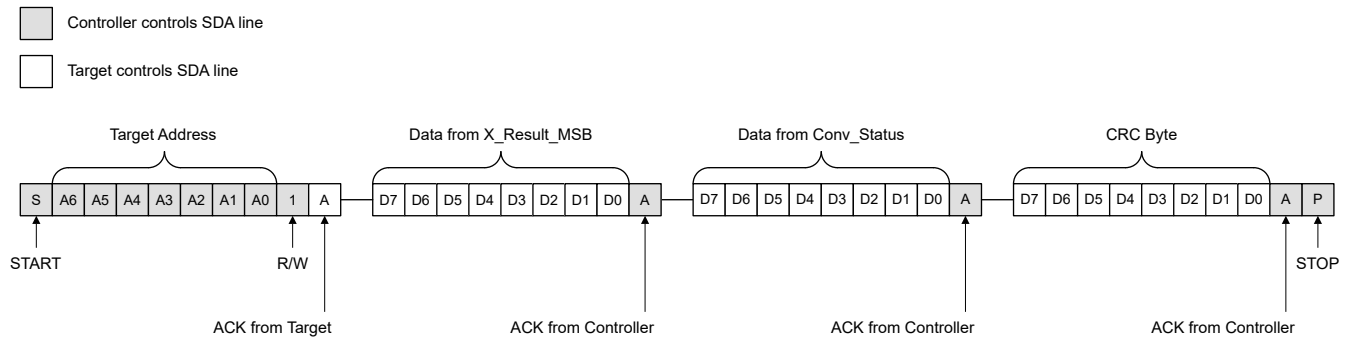 Controller controls SDA line
Target controls SDA line
Target Address
Data from X_Result_MSB
Data from Conv_Status
CRC Byte
S A6 A5 A4 A3 A2 A1 A0 1 A D7 D6 D5 D4 D3 D2 D1 D0 A D7 D6 D5 D4 D3 D2 D1 D0 A D7 D6 D5 D4 D3 D2 D1 D0 A P
START
R/W
STOP
ACK from Target
ACK from Controller
ACK from Controller
ACK from Controller